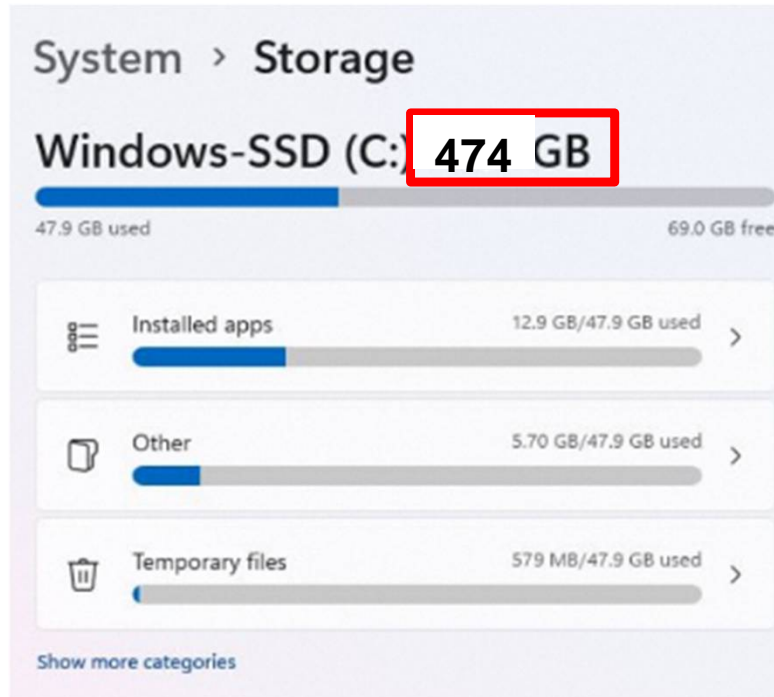 System > Storage
Windows-SSD (C:) 474 GB
47.9 GB used 69.0 GB free
Installed apps 12.9 GB/47.9 GB used
Other 5.70 GB/47.9 GB used
Temporary files 579 MB/47.9 GB used
Show more categories